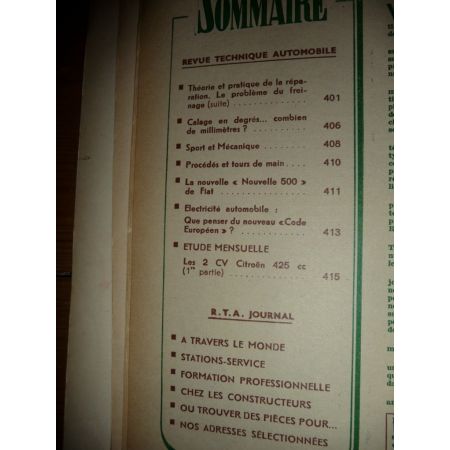 SOMMAIRE
REVUE TECHNIQUE AUTOMOBILE
■ Théorie et pratique de la répa-
ration. Le problème du frei-
nage (suite) .......... 401
■ Calage en degrés... combien
de millimètres ? .......... 406
■ Sport et Mécanique .......... 408
■ Procédés et tours de main .... 410
■ La nouvelle « Nouvelle 500 »
de Fiat .......... 411
■ Electricité automobile :
Que penser du nouveau «Code
Européen » ? .......... 413
■ ETUDE MENSUELLE
Les 2 CV Citroën 425 cc
(1re partie) .......... 415
R.T.A. JOURNAL
■ A TRAVERS LE MONDE
■ STATIONS-SERVICE
■ FORMATION PROFESSIONNELLE
■ CHEZ LES CONSTRUCTEURS
■ OU TROUVER DES PIÈCES POUR...
■ NOS ADRESSES SÉLECTIONNÉES